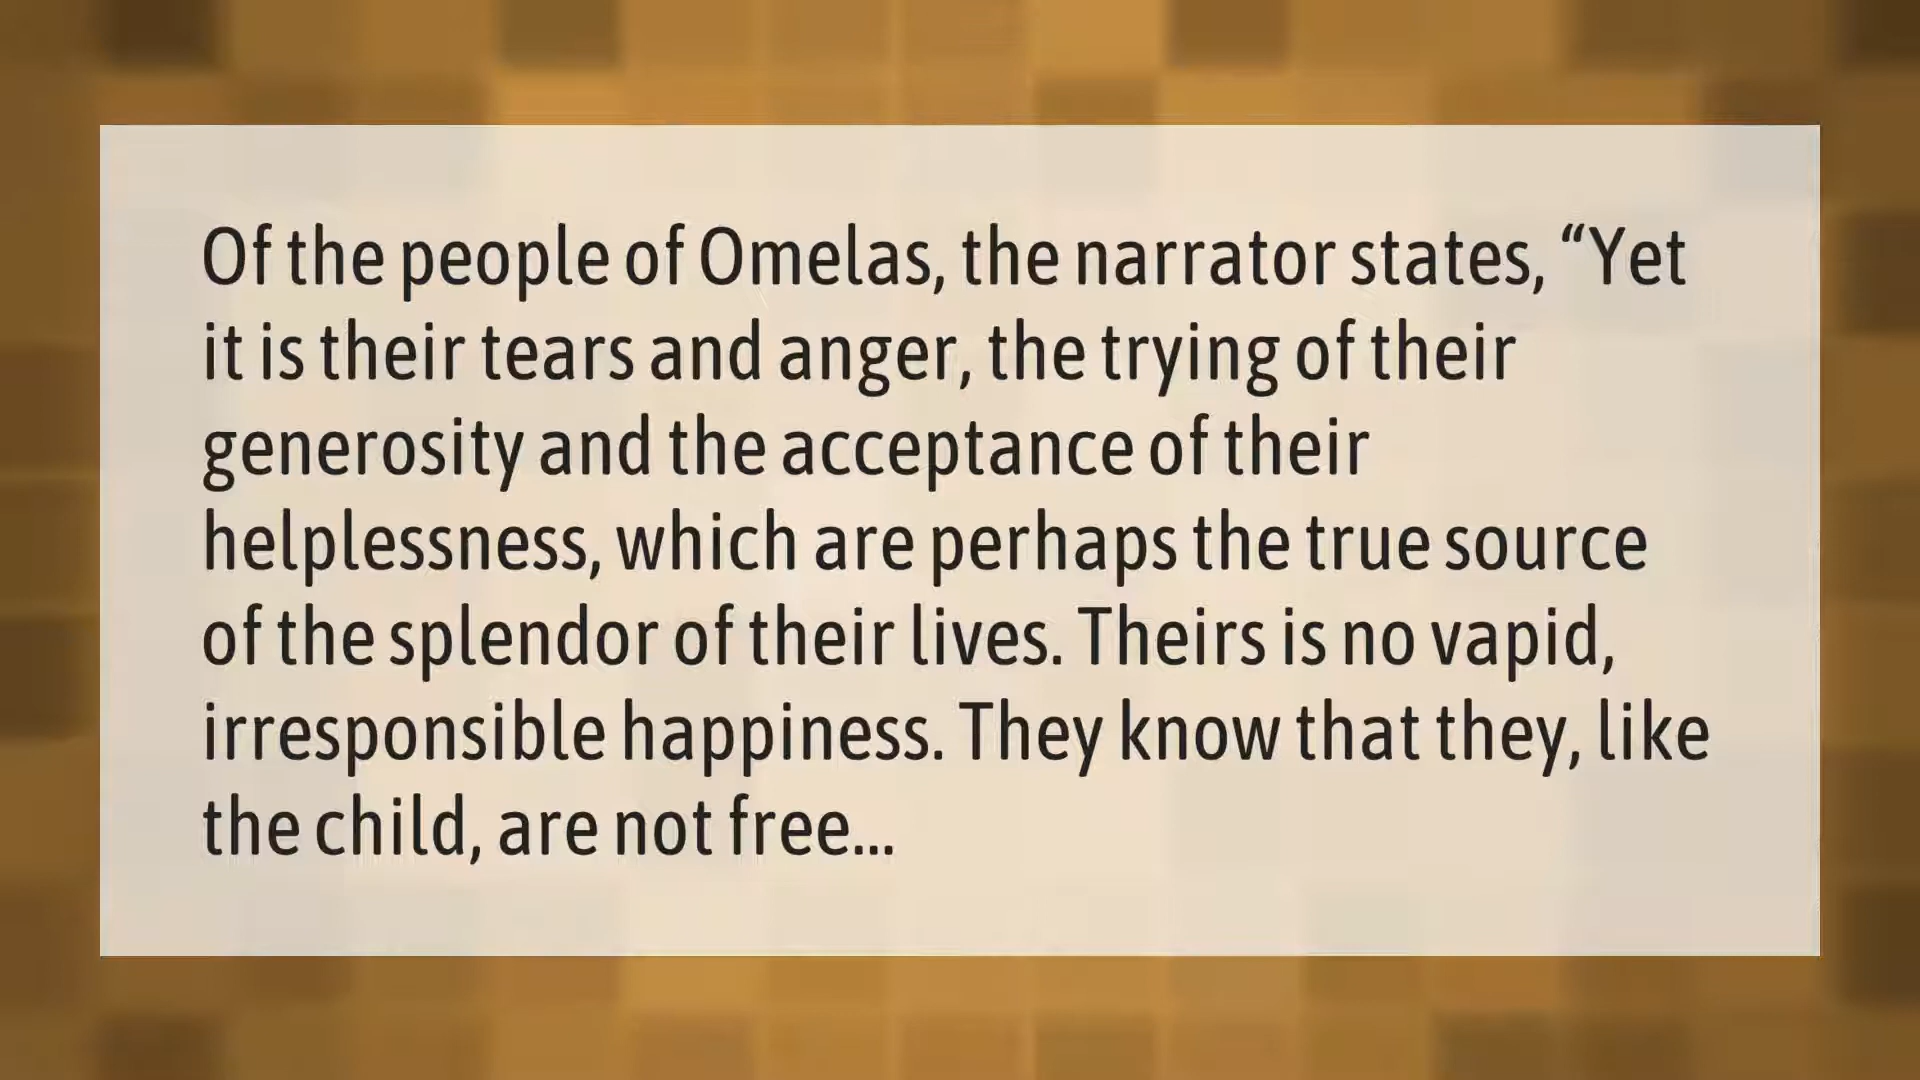 Of the people of Omelas, the narrator states, “Yet
it is their tears and anger, the trying of their
generosity and the acceptance of their
helplessness, which are perhaps the true source
of the splendor of their lives. Theirs is no vapid,
irresponsible happiness. They know that they, like
the child, are not free...